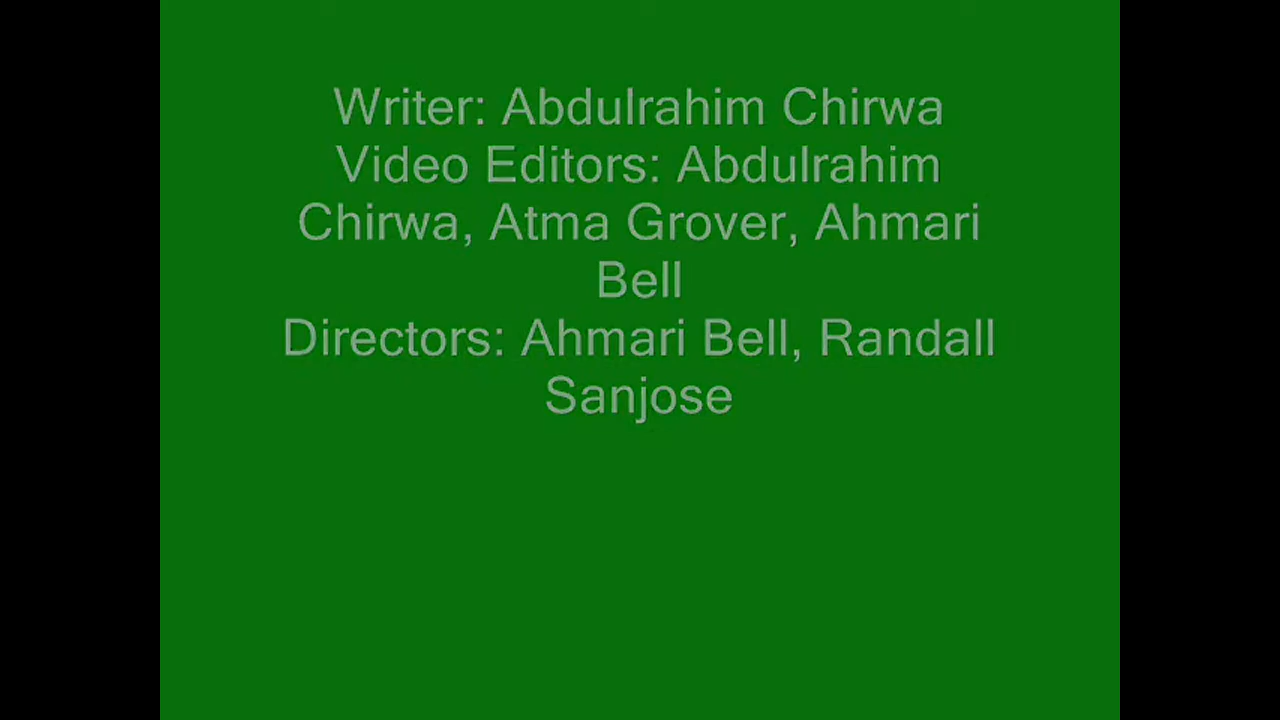 Writer: Abdulrahim Chirwa
Video Editors: Abdulrahim
Chirwa, Atma Grover, Ahmari
Bell
Directors: Ahmari Bell, Randall
Sanjose